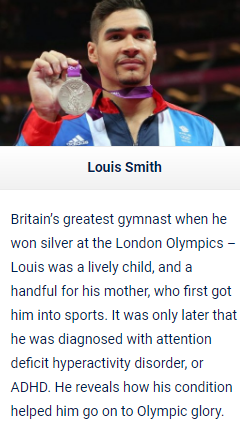 Louis Smith
Britain's greatest gymnast when he
won silver at the London Olympics –
Louis was a lively child, and a
handful for his mother, who first got
him into sports. It was only later that
he was diagnosed with attention
deficit hyperactivity disorder, or
ADHD. He reveals how his condition
helped him go on to Olympic glory.